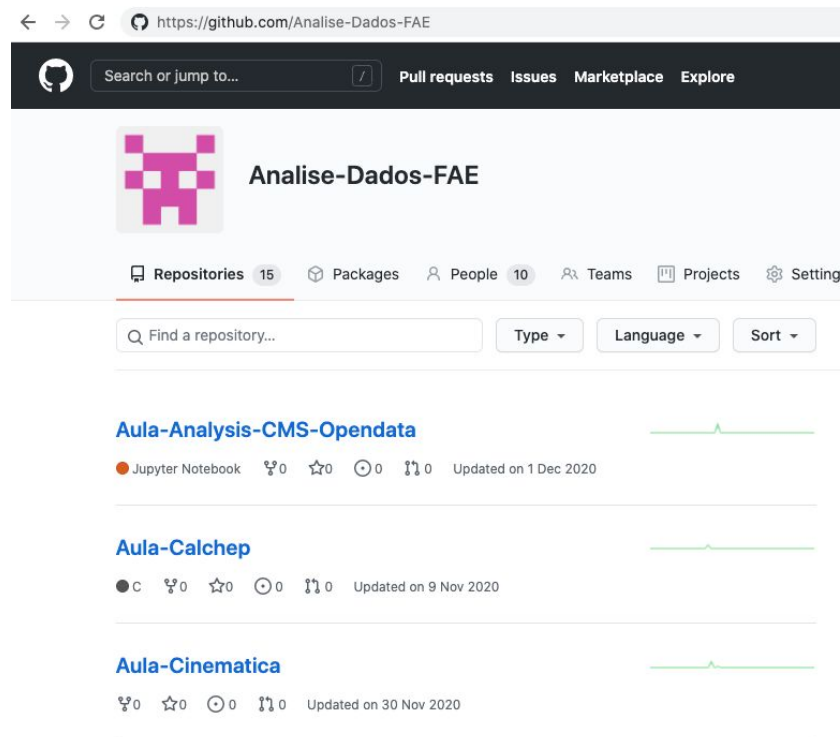 https://github.com/Analise-Dados-FAE
Search or jump to... / Pull requests Issues Marketplace Explore
Analise-Dados-FAE
Repositories 15 Packages People 10 Teams Projects Setting
Find a repository... Type Language Sort
Aula-Analysis-CMS-Opendata
Jupyter Notebook 0 0 0 0 Updated on 1 Dec 2020
Aula-Calchep
C 0 0 0 0 Updated on 9 Nov 2020
Aula-Cinematica
0 0 0 0 Updated on 30 Nov 2020